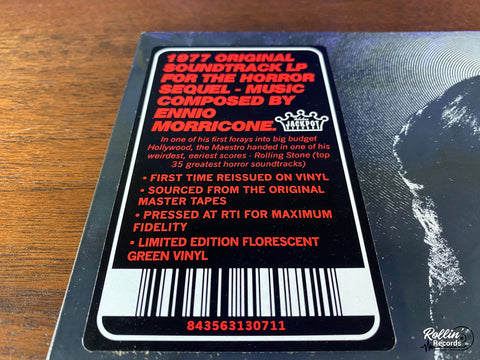 1977 ORIGINAL
SOUNDTRACK LP
FOR THE HORROR
SEQUEL - MUSIC
COMPOSED BY
ENNIO
MORRICONE.
JACKPOT
RECORDS
In one of his first forays into big budget
Hollywood, the Maestro handed in one of his
weirdest, eeriest scores - Rolling Stone (top
35 greatest horror soundtracks)
• FIRST TIME REISSUED ON VINYL
• SOURCED FROM THE ORIGINAL
MASTER TAPES
• PRESSED AT RTI FOR MAXIMUM
FIDELITY
• LIMITED EDITION FLORESCENT
GREEN VINYL
843563130711
Rollin'
Records